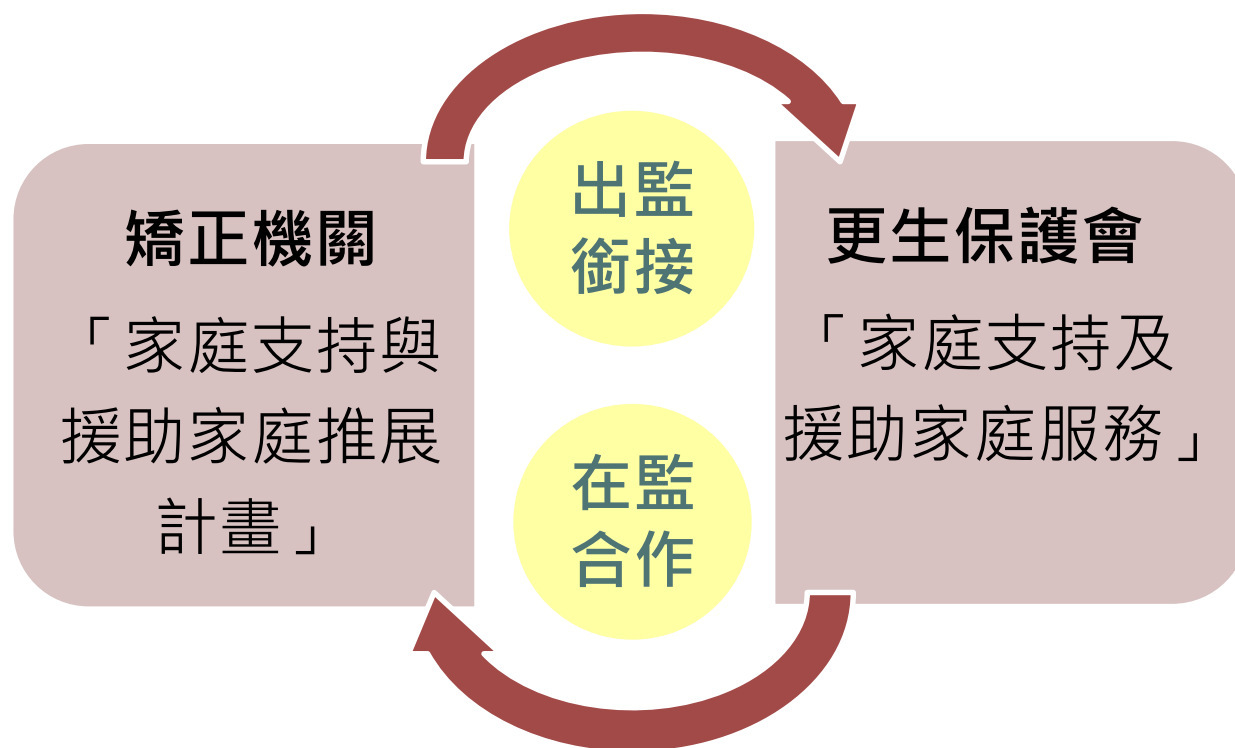 矯正機關
「家庭支持與
援助家庭推展
計畫」
出監
銜接
在監
合作
更生保護會
「家庭支持及
援助家庭服務」